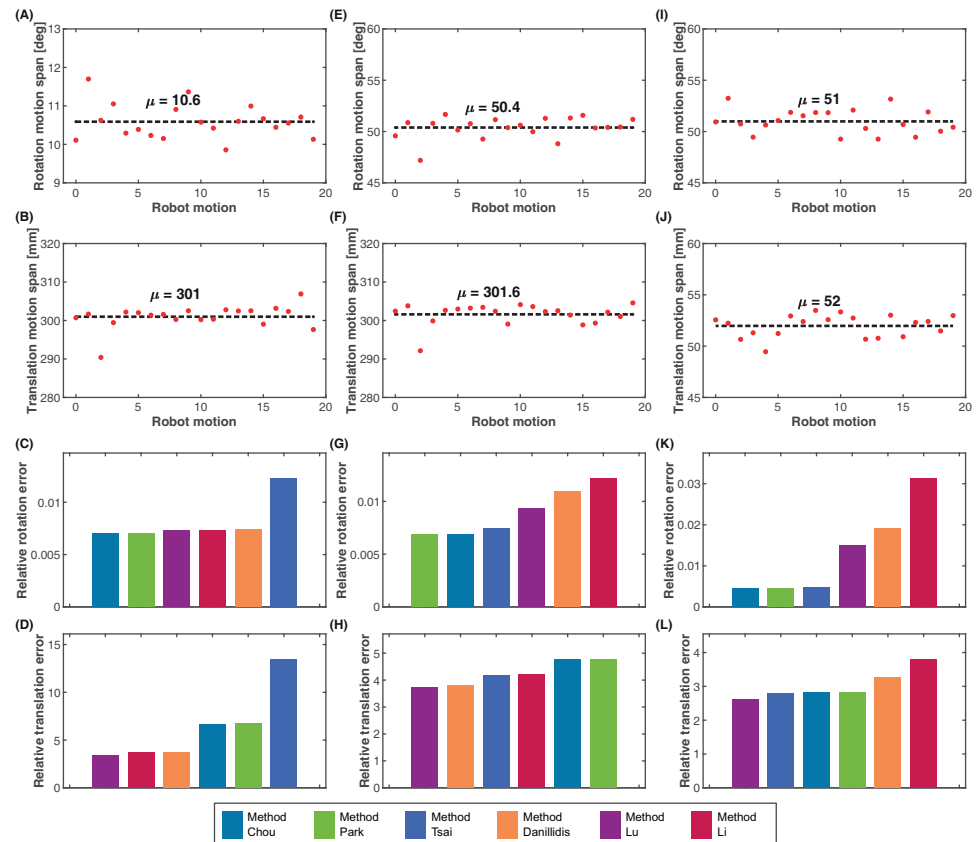 (A)
Rotation motion span [deg]
13
12
11
10
9
μ = 10.6
0 5 10 15 20
Robot motion
(E)
Rotation motion span [deg]
60
55
50
45
μ = 50.4
0 5 10 15 20
Robot motion
(I)
Rotation motion span [deg]
60
55
50
45
μ = 51
0 5 10 15 20
Robot motion
(B)
Translation motion span [mm]
320
310
300
290
280
μ = 301
0 5 10 15 20
Robot motion
(F)
Translation motion span [mm]
320
310
300
290
280
μ = 301.6
0 5 10 15 20
Robot motion
(J)
Translation motion span [mm]
60
55
50
45
μ = 52
0 5 10 15 20
Robot motion
(C)
Relative rotation error
0.01
0.005
0
(G)
Relative rotation error
0.01
0.005
0
(K)
Relative rotation error
0.03
0.02
0.01
0
(D)
Relative translation error
15
10
5
0
(H)
Relative translation error
5
4
3
2
1
0
(L)
Relative translation error
4
3
2
1
0
Method Method Method Method Method Method
Chou Park Tsai Danillidis Lu Li